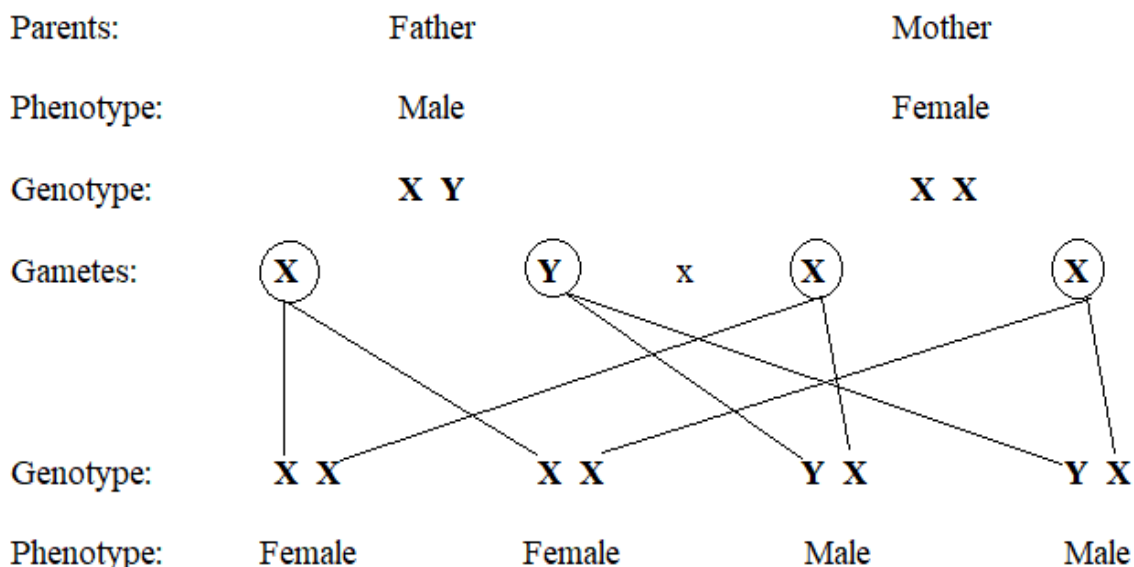 Parents: Father Mother
Phenotype: Male Female
Genotype: X Y X X
Gametes: X Y x X X
Genotype: X X X X Y X Y X
Phenotype: Female Female Male Male